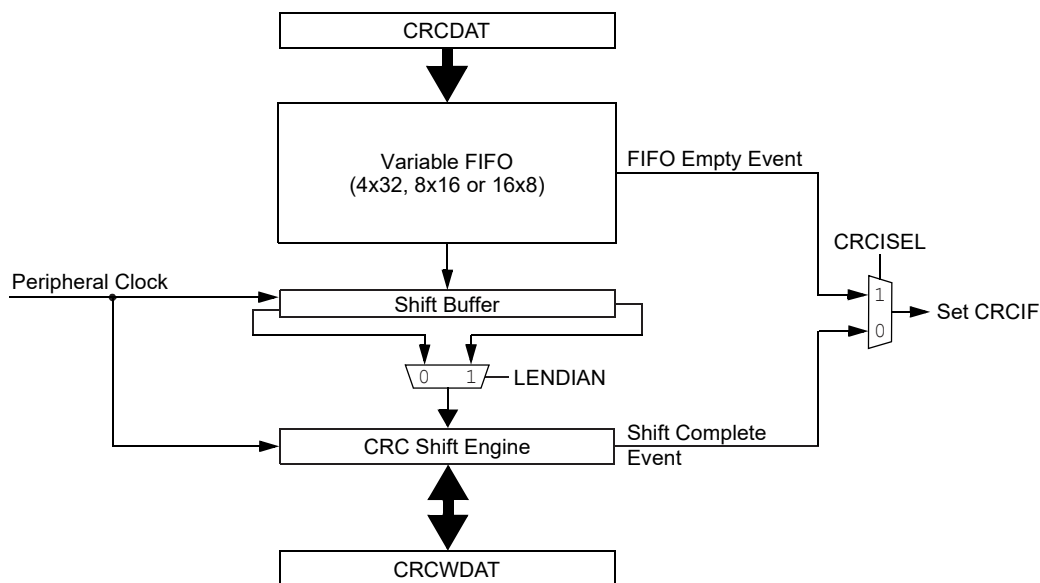 CRCDAT
Variable FIFO
(4x32, 8x16 or 16x8)
FIFO Empty Event
CRCISEL
Peripheral Clock
Shift Buffer
1
Set CRCIF
0
0 1
LENDIAN
CRC Shift Engine
Shift Complete
Event
CRCWDAT